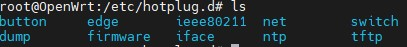 root@OpenWrt:/etc/hotplug.d# ls
button edge ieee80211 net switch
dump firmware iface ntp tftp